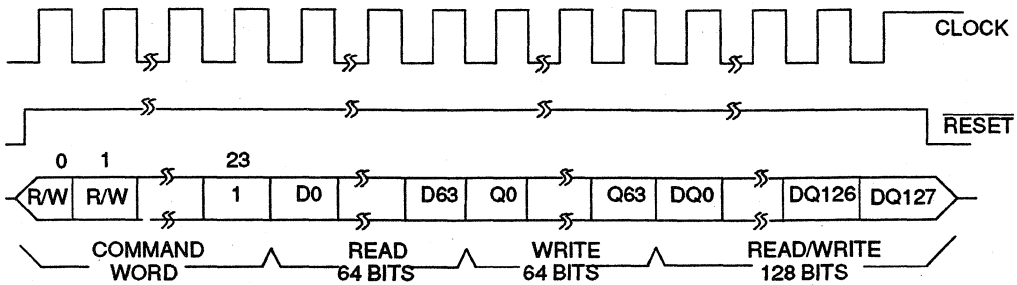 CLOCK
RESET
0 1 23
R/W R/W 1 D0 D63 Q0 Q63 DQ0 DQ126 DQ127
COMMAND WORD
READ 64 BITS
WRITE 64 BITS
READ/WRITE 128 BITS